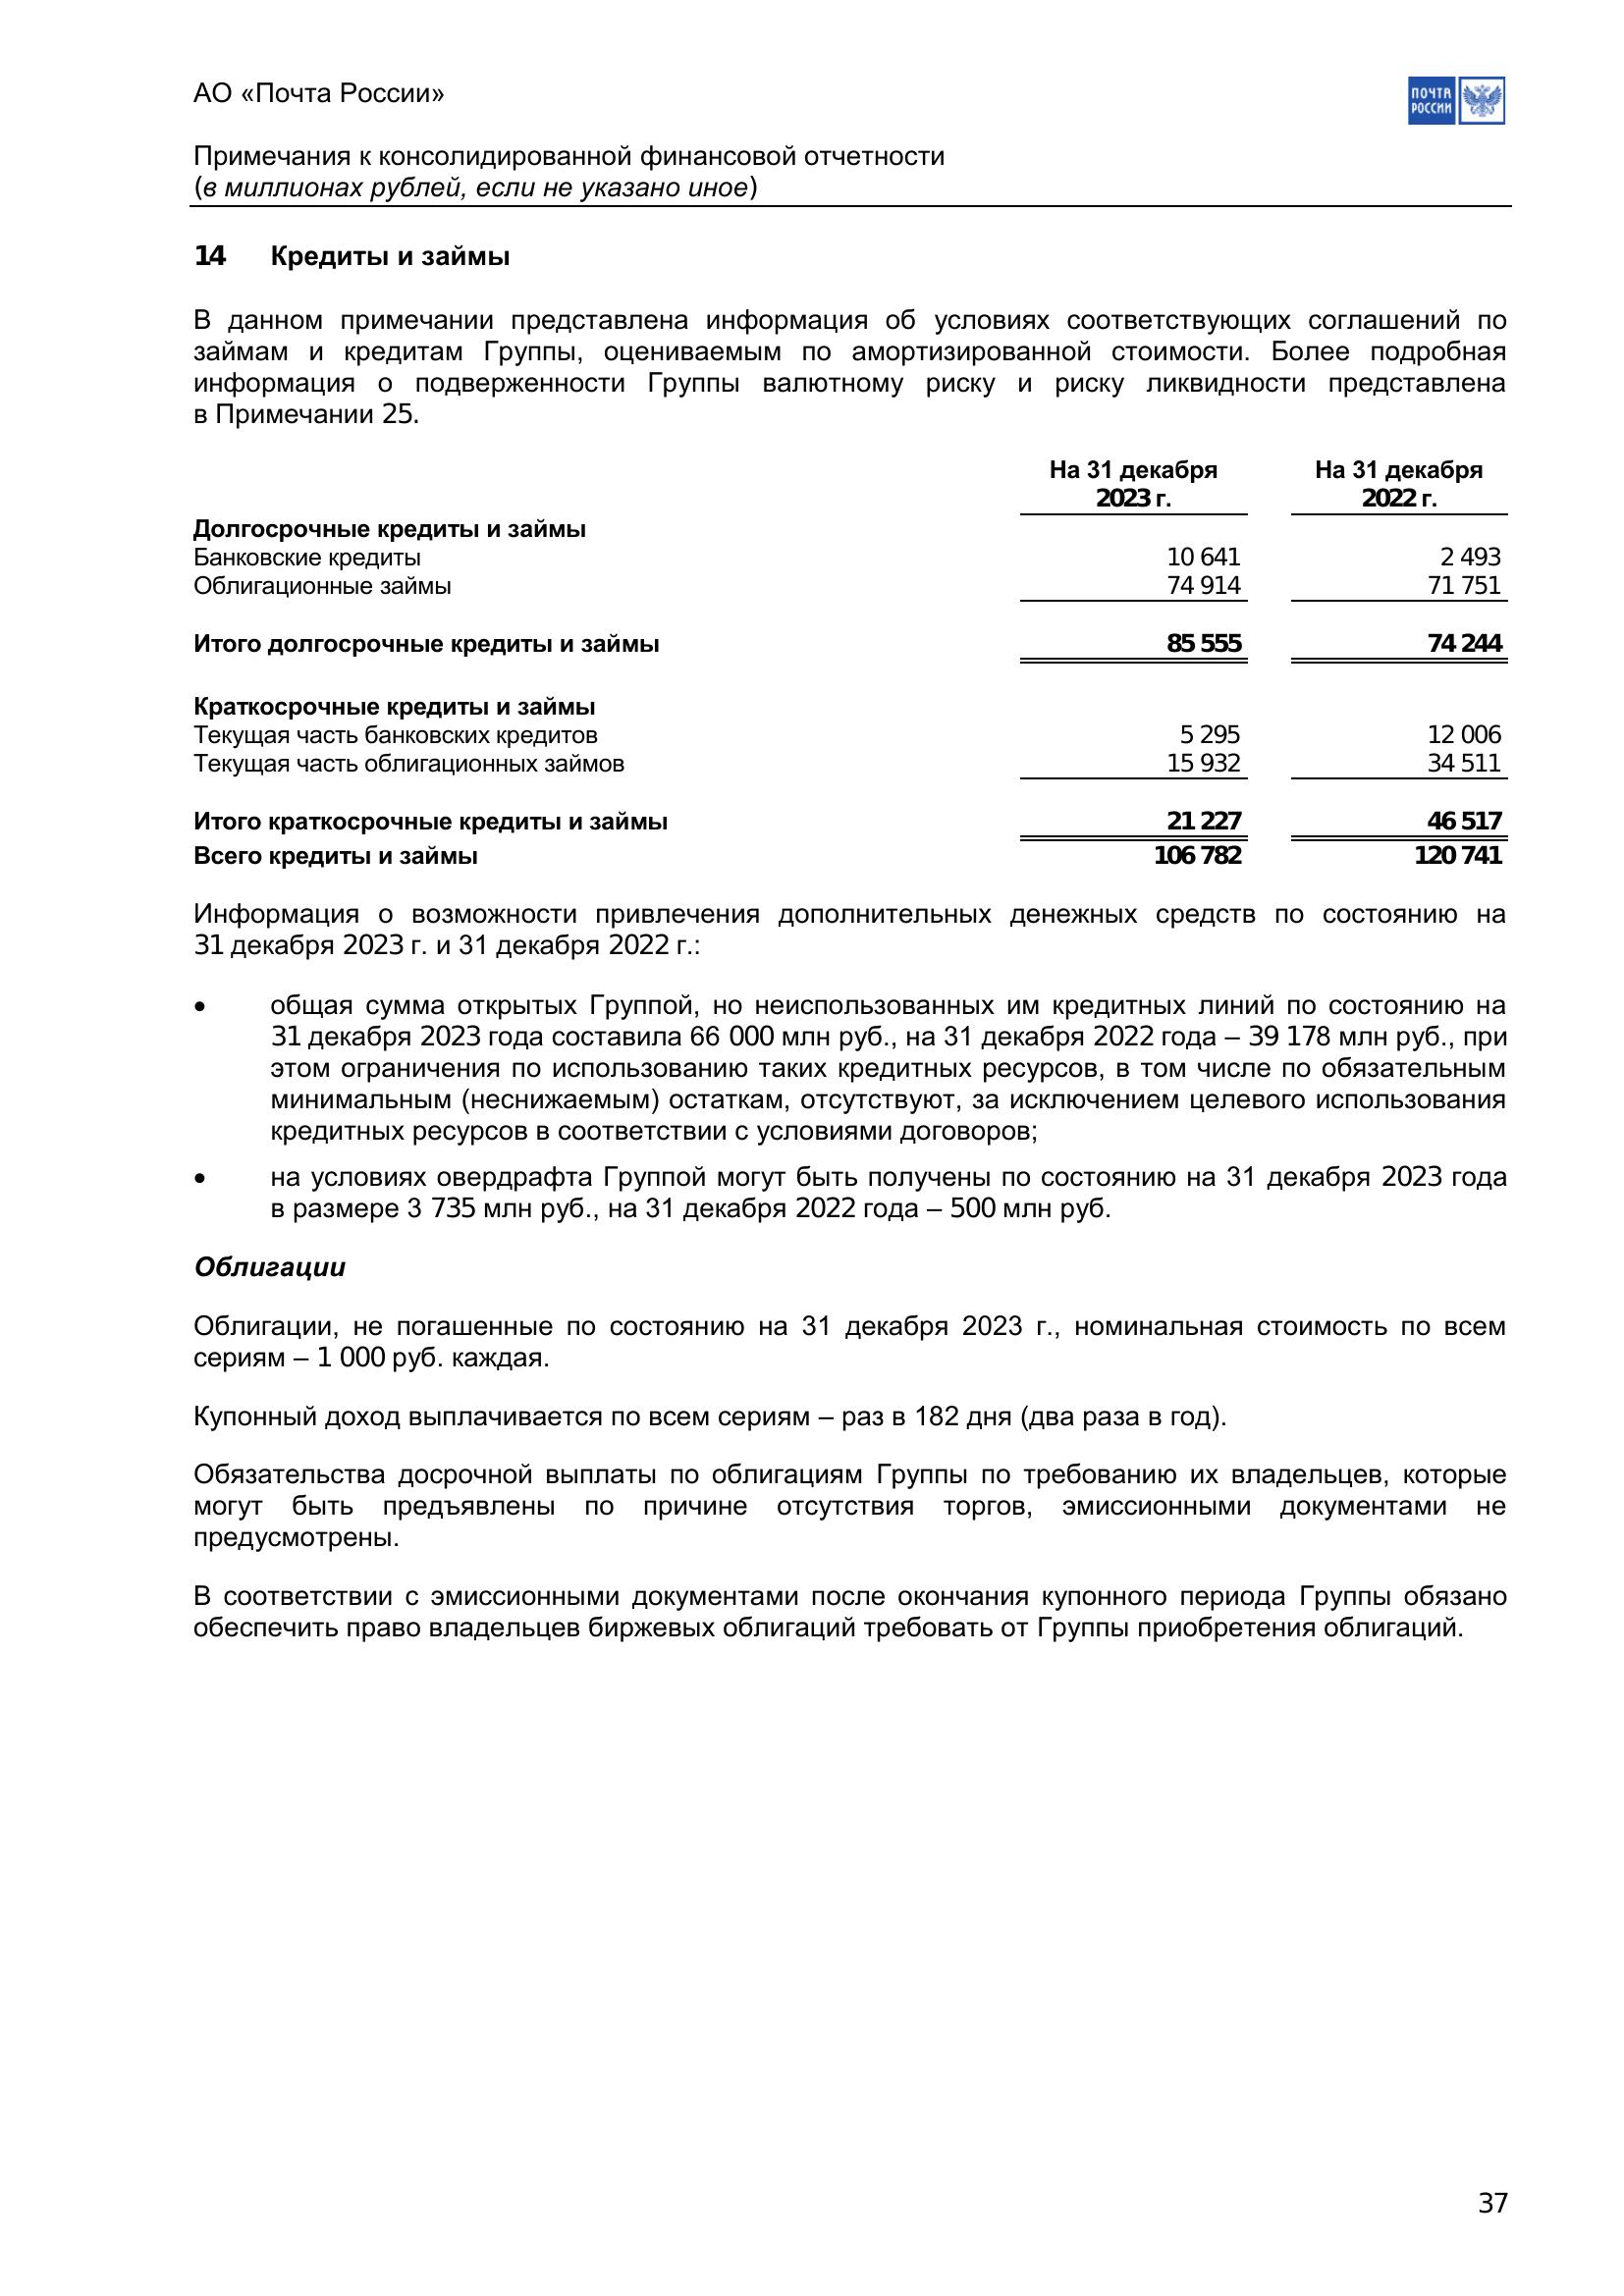 АО «Почта России»
ПОЧТА
РОССИИ
Примечания к консолидированной финансовой отчетности
(в миллионах рублей, если не указано иное)
14 Кредиты и займы
В данном примечании представлена информация об условиях соответствующих соглашений по
займам и кредитам Группы, оцениваемым по амортизированной стоимости. Более подробная
информация о подверженности Группы валютному риску и риску ликвидности представлена
в Примечании 25.
На 31 декабря 2023 г. На 31 декабря 2022 г.
Долгосрочные кредиты и займы
Банковские кредиты 10 641 2 493
Облигационные займы 74 914 71 751
Итого долгосрочные кредиты и займы 85 555 74 244
Краткосрочные кредиты и займы
Текущая часть банковских кредитов 5 295 12 006
Текущая часть облигационных займов 15 932 34 511
Итого краткосрочные кредиты и займы 21 227 46 517
Всего кредиты и займы 106 782 120 741
Информация о возможности привлечения дополнительных денежных средств по состоянию на
31 декабря 2023 г. и 31 декабря 2022 г.:
• общая сумма открытых Группой, но неиспользованных им кредитных линий по состоянию на
31 декабря 2023 года составила 66 000 млн руб., на 31 декабря 2022 года – 39 178 млн руб., при
этом ограничения по использованию таких кредитных ресурсов, в том числе по обязательным
минимальным (неснижаемым) остаткам, отсутствуют, за исключением целевого использования
кредитных ресурсов в соответствии с условиями договоров;
• на условиях овердрафта Группой могут быть получены по состоянию на 31 декабря 2023 года
в размере 3 735 млн руб., на 31 декабря 2022 года – 500 млн руб.
Облигации
Облигации, не погашенные по состоянию на 31 декабря 2023 г., номинальная стоимость по всем
сериям – 1 000 руб. каждая.
Купонный доход выплачивается по всем сериям – раз в 182 дня (два раза в год).
Обязательства досрочной выплаты по облигациям Группы по требованию их владельцев, которые
могут быть предъявлены по причине отсутствия торгов, эмиссионными документами не
предусмотрены.
В соответствии с эмиссионными документами после окончания купонного периода Группы обязано
обеспечить право владельцев биржевых облигаций требовать от Группы приобретения облигаций.
37